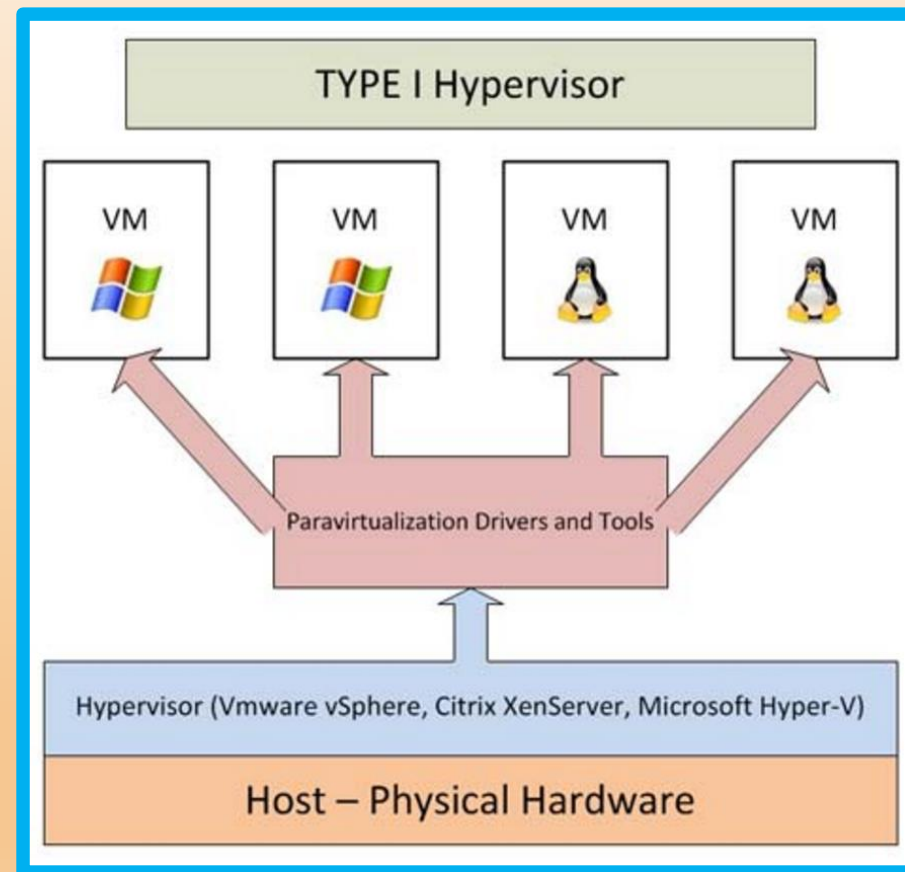 TYPE I Hypervisor
VM
VM
VM
VM
Paravirtualization Drivers and Tools
Hypervisor (Vmware vSphere, Citrix XenServer, Microsoft Hyper-V)
Host – Physical Hardware